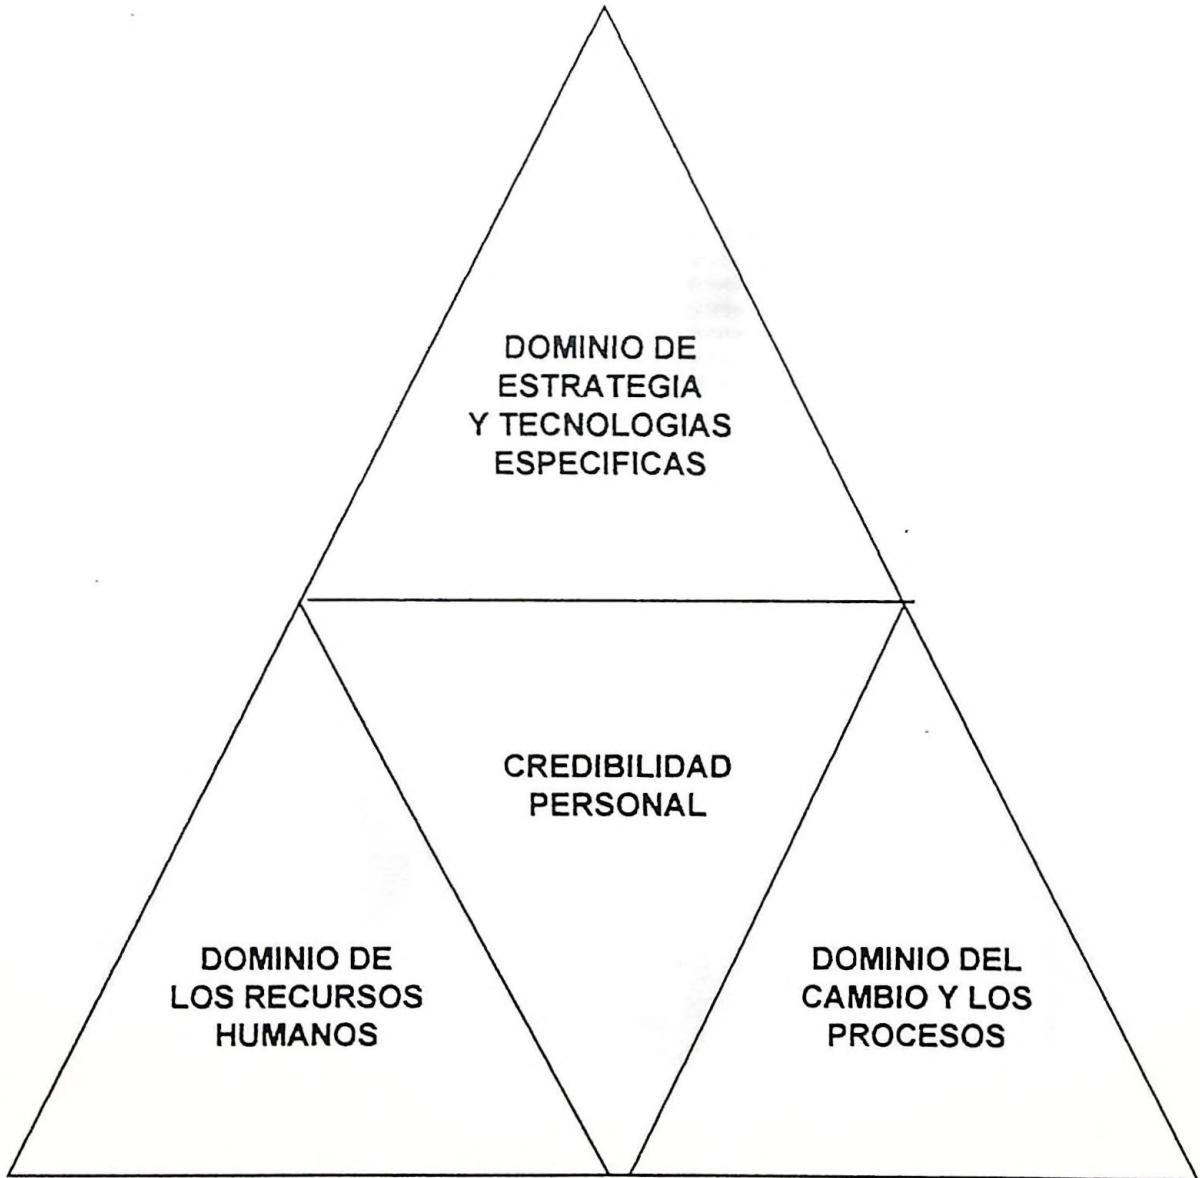 DOMINIO DE
ESTRATEGIA
Y TECNOLOGIAS
ESPECIFICAS
CREDIBILIDAD
PERSONAL
DOMINIO DE
LOS RECURSOS
HUMANOS
DOMINIO DEL
CAMBIO Y LOS
PROCESOS